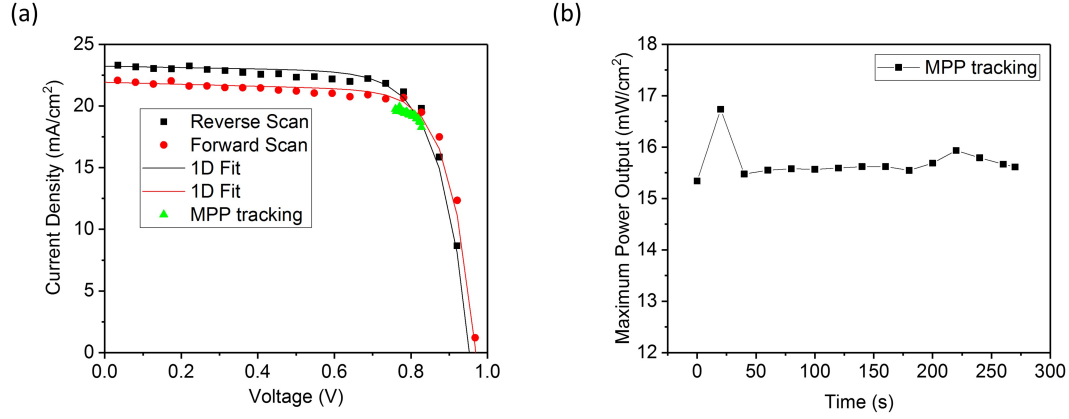 (a)
25
20
15
10
5
0
Current Density (mA/cm²)
Reverse Scan
Forward Scan
1D Fit
1D Fit
MPP tracking
0.0 0.2 0.4 0.6 0.8 1.0
Voltage (V)
(b)
18
17
16
15
14
13
12
Maximum Power Output (mW/cm²)
MPP tracking
0 50 100 150 200 250 300
Time (s)